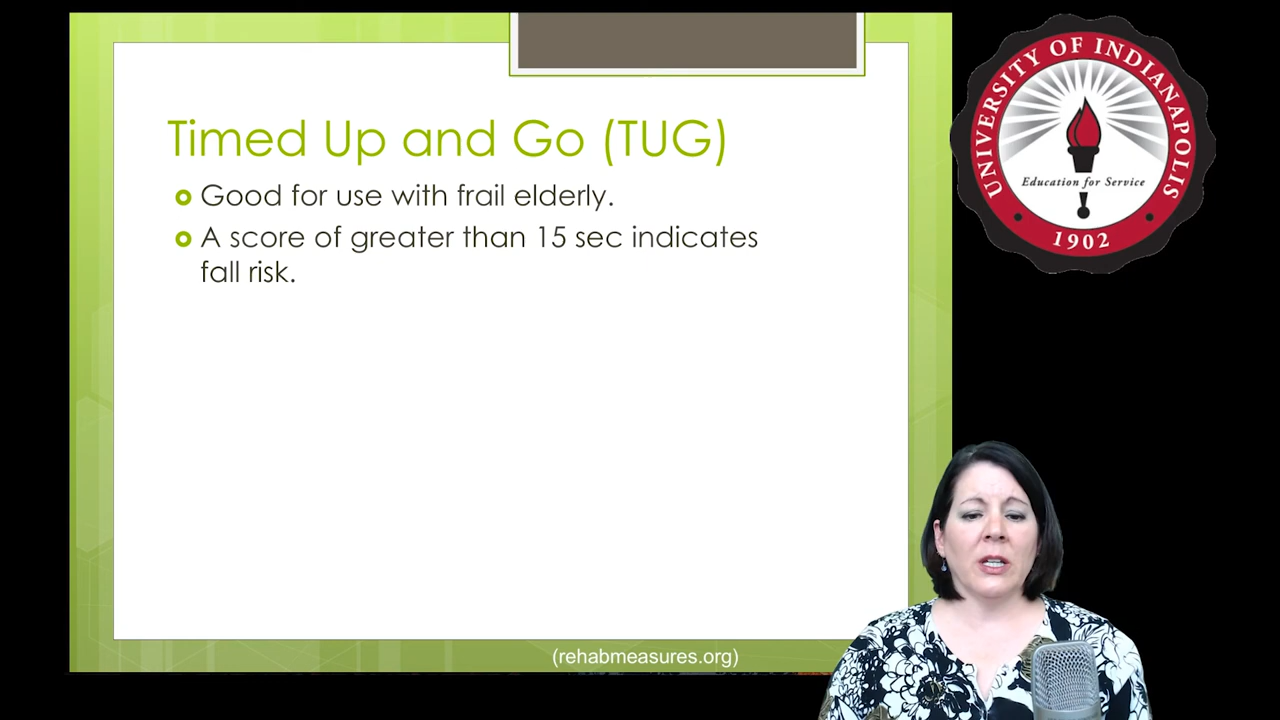 Timed Up and Go (TUG)
Good for use with frail elderly.
A score of greater than 15 sec indicates
fall risk.
(rehabmeasures.org)
UNIVERSITY OF INDIANAPOLIS
Education for Service
1902